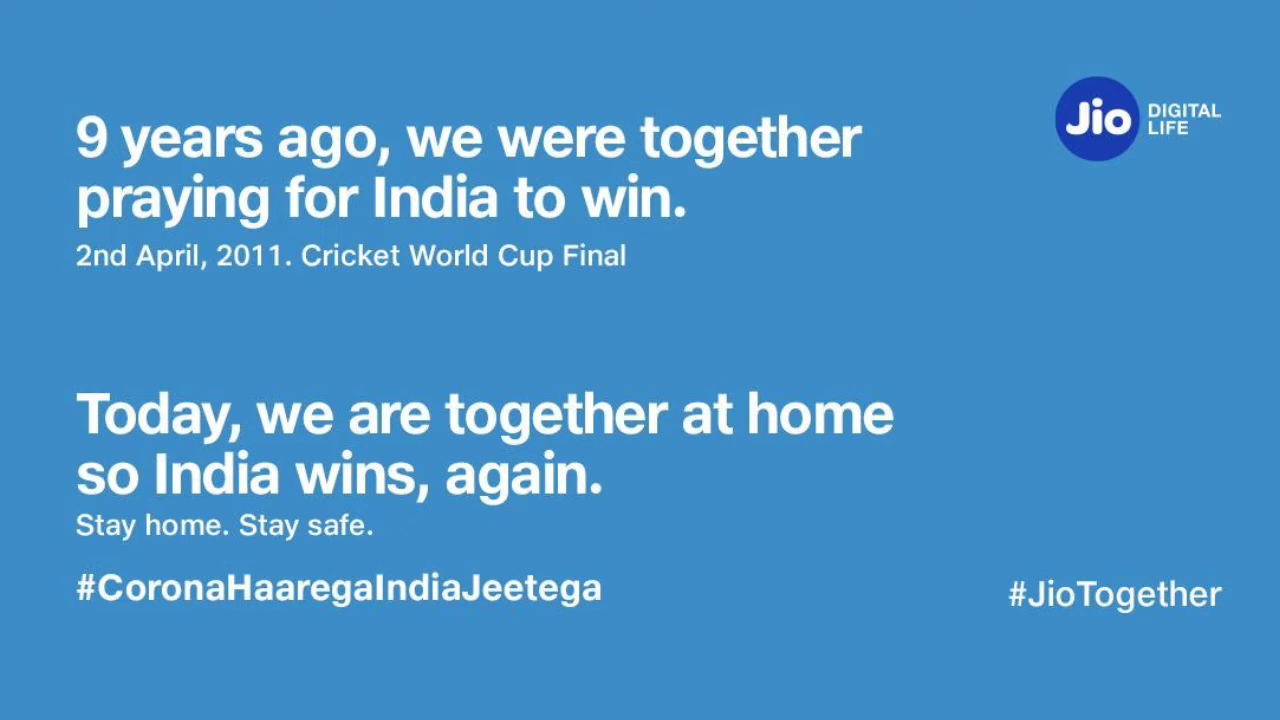 9 years ago, we were together
praying for India to win.
2nd April, 2011. Cricket World Cup Final
Jio DIGITAL
LIFE
Today, we are together at home
so India wins, again.
Stay home. Stay safe.
#CoronaHaaregaIndiaJeetega
#JioTogether